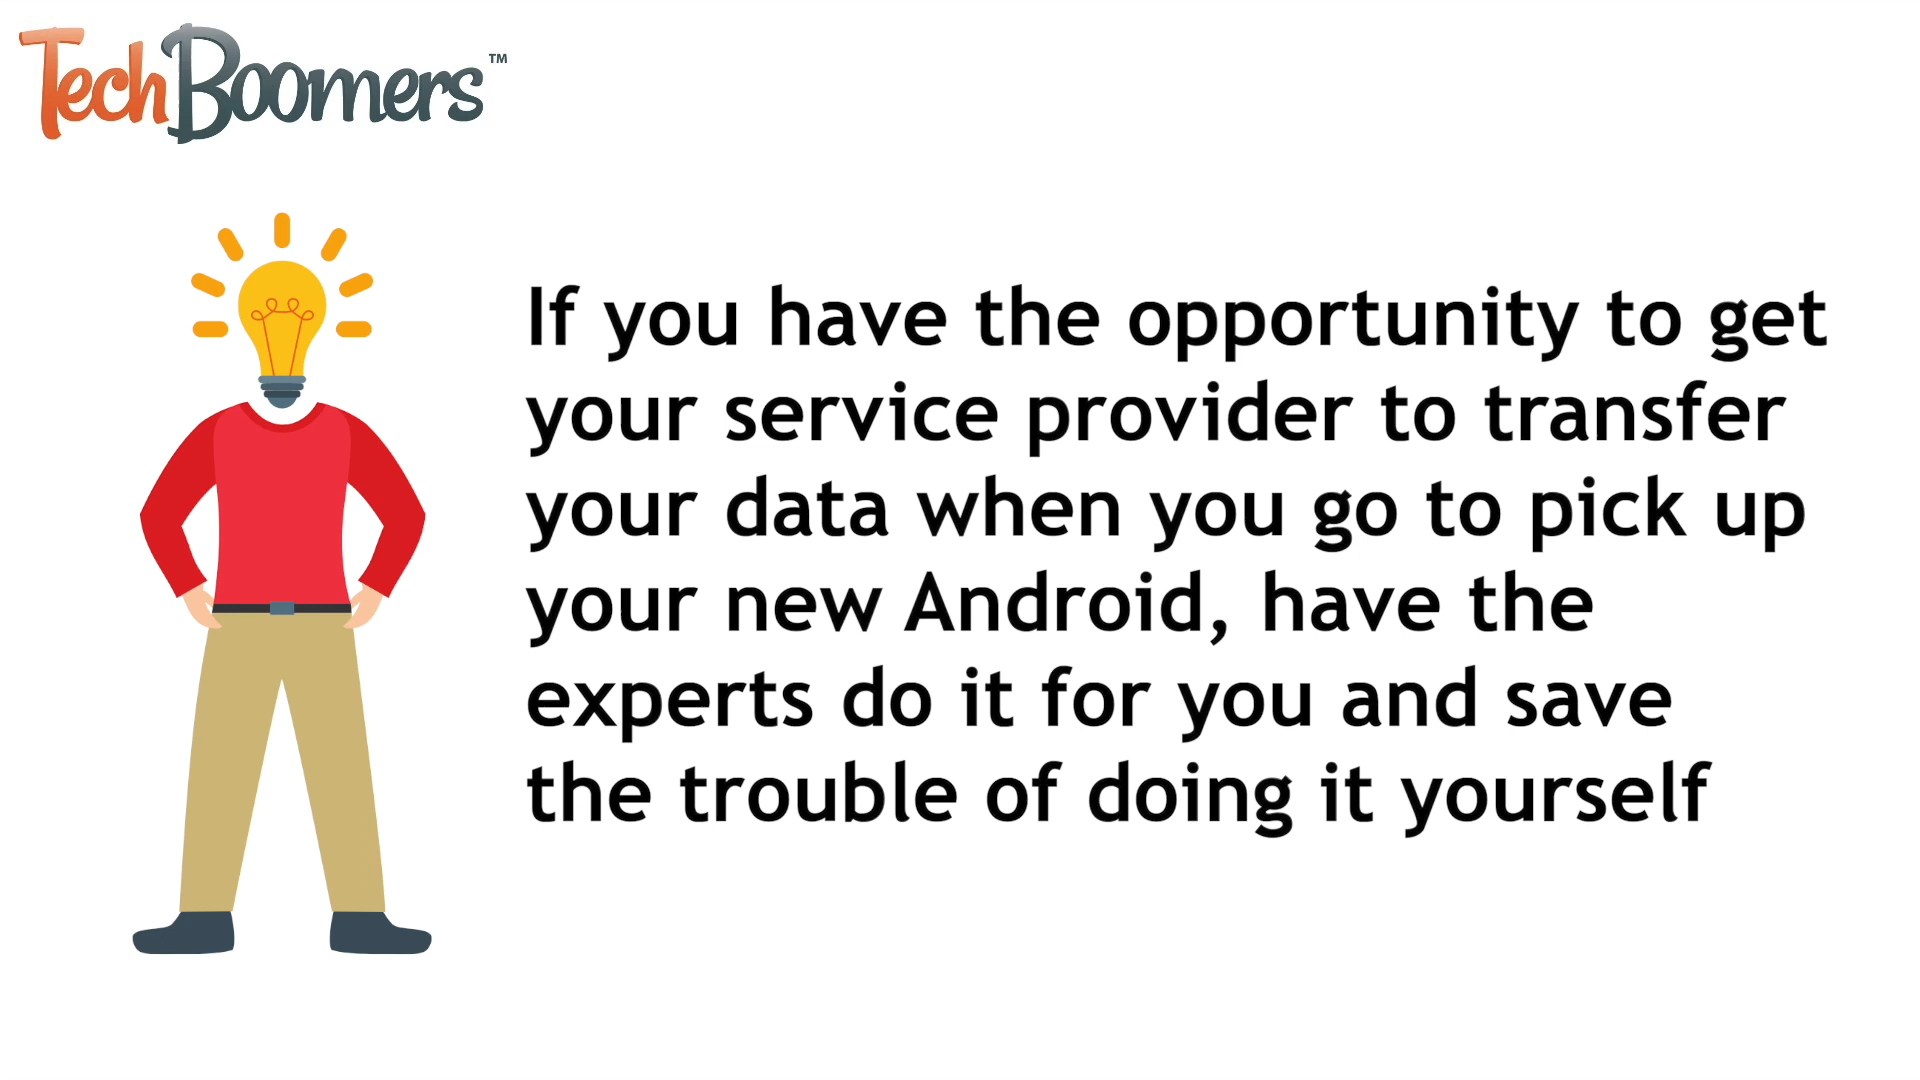 TechBoomers™
If you have the opportunity to get
your service provider to transfer
your data when you go to pick up
your new Android, have the
experts do it for you and save
the trouble of doing it yourself